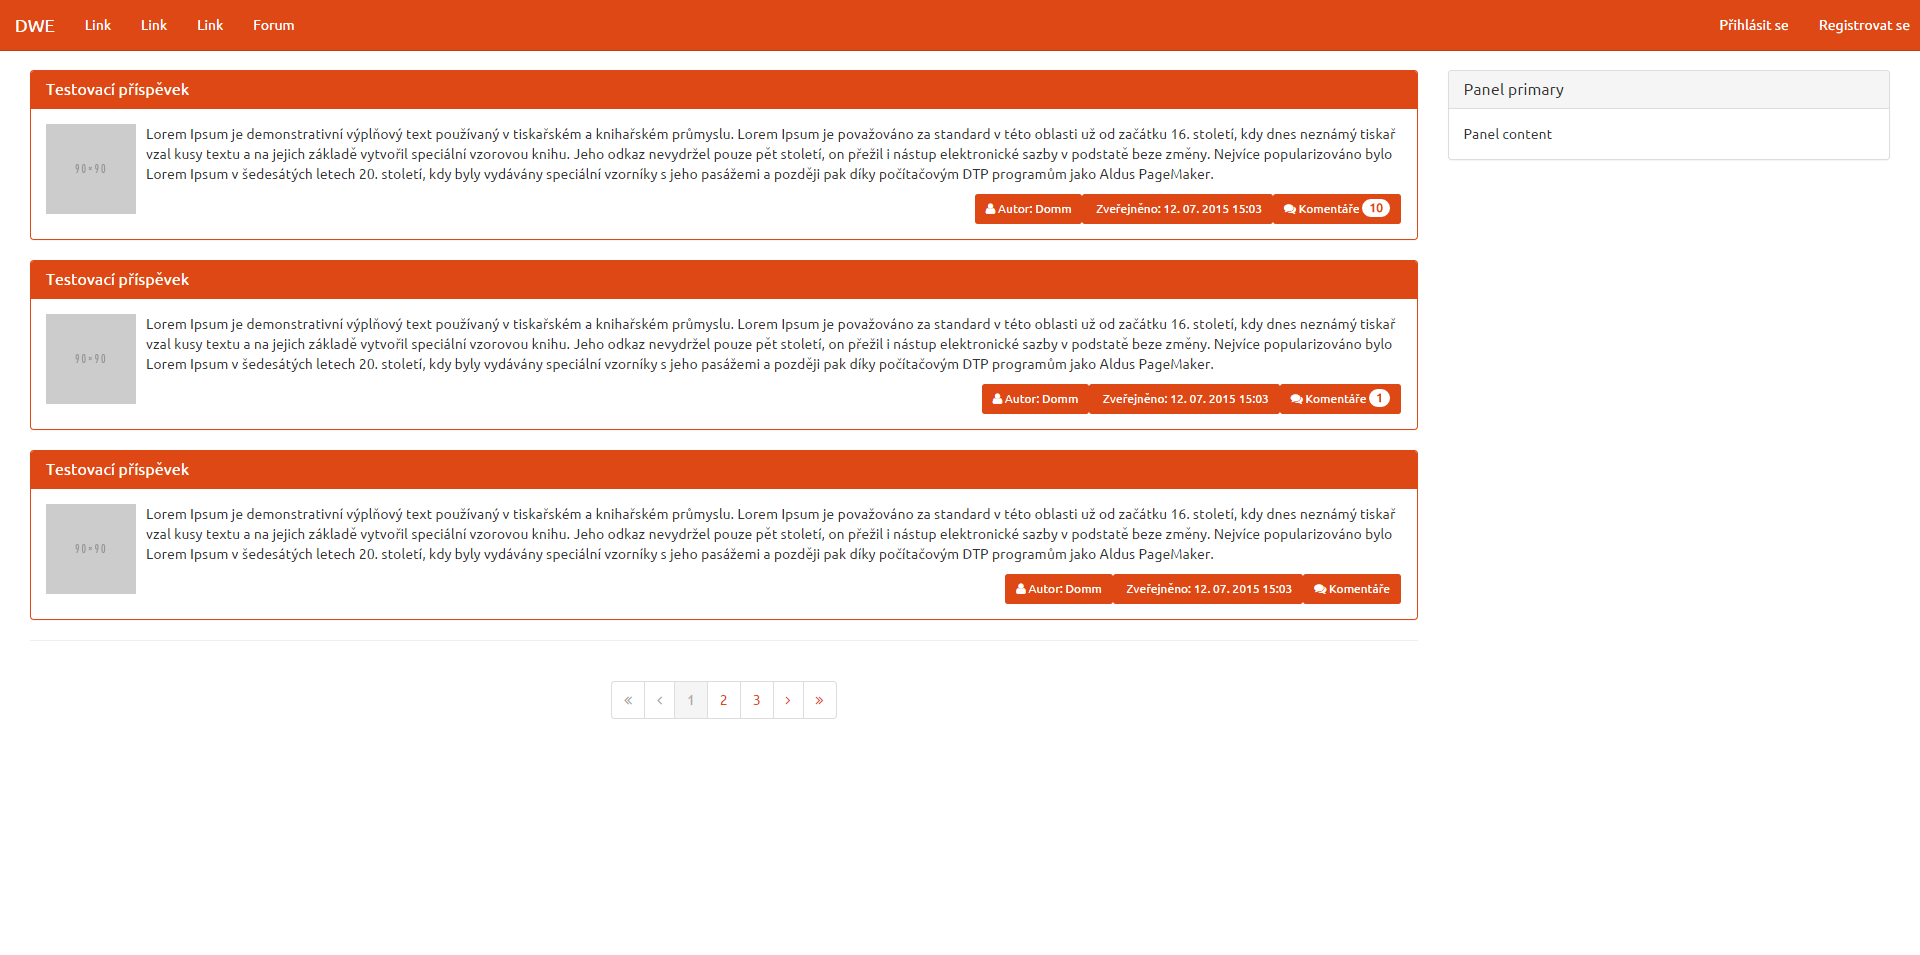 DWE Link Link Link Forum Přihlásit se Registrovat se
Testovací příspěvek
90×90
Lorem Ipsum je demonstrativní výplňový text používaný v tiskařském a knihařském průmyslu. Lorem Ipsum je považováno za standard v této oblasti už od začátku 16. století, kdy dnes neznámý tiskař
vzal kusy textu a na jejich základě vytvořil speciální vzorovou knihu. Jeho odkaz nevydržel pouze pět století, on přežil i nástup elektronické sazby v podstatě beze změny. Nejvíce popularizováno bylo
Lorem Ipsum v šedesátých letech 20. století, kdy byly vydávány speciální vzorníky s jeho pasážemi a později pak díky počítačovým DTP programům jako Aldus PageMaker.
Autor: Domm Zveřejněno: 12. 07. 2015 15:03 Komentáře 10
Testovací příspěvek
90×90
Lorem Ipsum je demonstrativní výplňový text používaný v tiskařském a knihařském průmyslu. Lorem Ipsum je považováno za standard v této oblasti už od začátku 16. století, kdy dnes neznámý tiskař
vzal kusy textu a na jejich základě vytvořil speciální vzorovou knihu. Jeho odkaz nevydržel pouze pět století, on přežil i nástup elektronické sazby v podstatě beze změny. Nejvíce popularizováno bylo
Lorem Ipsum v šedesátých letech 20. století, kdy byly vydávány speciální vzorníky s jeho pasážemi a později pak díky počítačovým DTP programům jako Aldus PageMaker.
Autor: Domm Zveřejněno: 12. 07. 2015 15:03 Komentáře 1
Testovací příspěvek
90×90
Lorem Ipsum je demonstrativní výplňový text používaný v tiskařském a knihařském průmyslu. Lorem Ipsum je považováno za standard v této oblasti už od začátku 16. století, kdy dnes neznámý tiskař
vzal kusy textu a na jejich základě vytvořil speciální vzorovou knihu. Jeho odkaz nevydržel pouze pět století, on přežil i nástup elektronické sazby v podstatě beze změny. Nejvíce popularizováno bylo
Lorem Ipsum v šedesátých letech 20. století, kdy byly vydávány speciální vzorníky s jeho pasážemi a později pak díky počítačovým DTP programům jako Aldus PageMaker.
Autor: Domm Zveřejněno: 12. 07. 2015 15:03 Komentáře
« ‹ 1 2 3 › »
Panel primary
Panel content